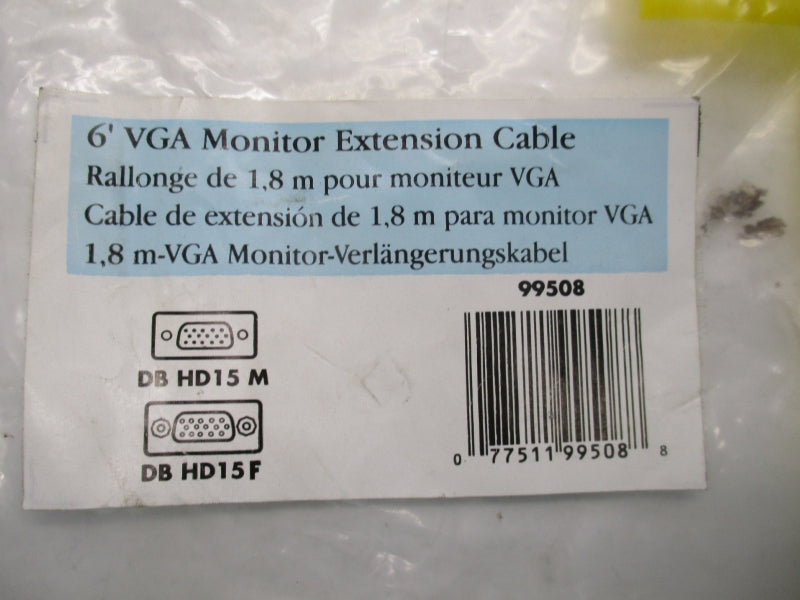 6' VGA Monitor Extension Cable
Rallonge de 1,8 m pour moniteur VGA
Cable de extensión de 1,8 m para monitor VGA
1,8 m-VGA Monitor-Verlängerungskabel
99508
DB HD15 M
DB HD15 F
0 77511 99508 8